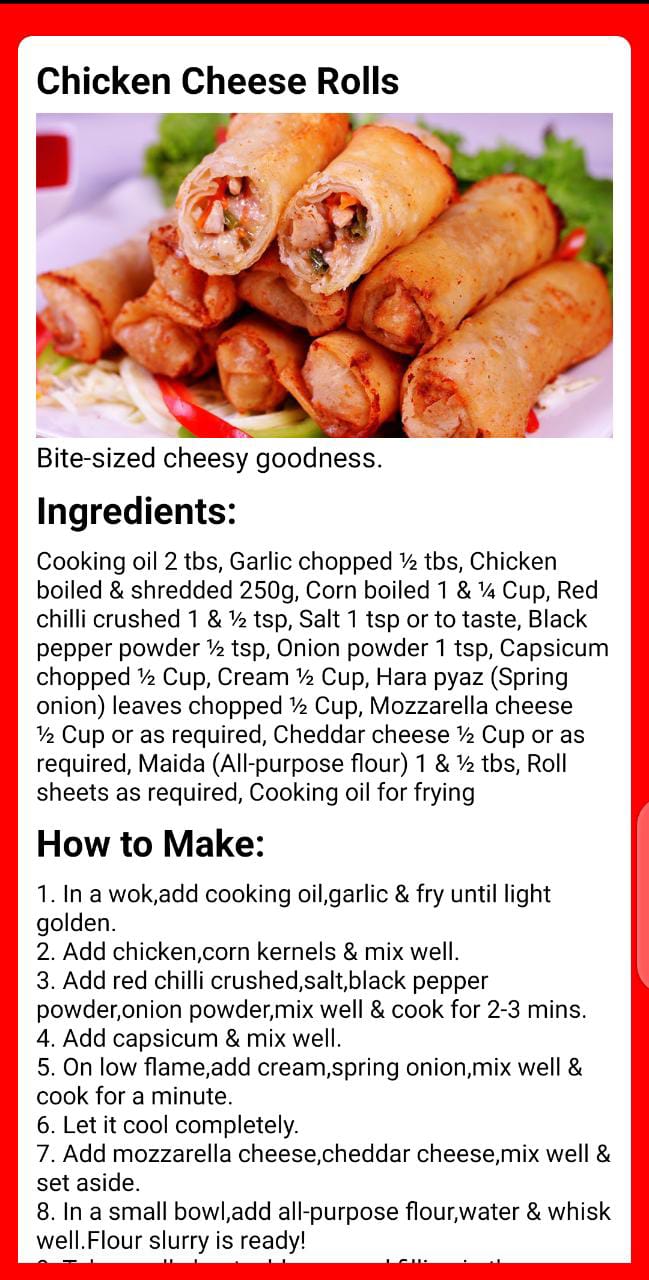 Chicken Cheese Rolls
Bite-sized cheesy goodness.
Ingredients:
Cooking oil 2 tbs, Garlic chopped ½ tbs, Chicken
boiled & shredded 250g, Corn boiled 1 & ¼ Cup, Red
chilli crushed 1 & ½ tsp, Salt 1 tsp or to taste, Black
pepper powder ½ tsp, Onion powder 1 tsp, Capsicum
chopped ½ Cup, Cream ½ Cup, Hara pyaz (Spring
onion) leaves chopped ½ Cup, Mozzarella cheese
½ Cup or as required, Cheddar cheese ½ Cup or as
required, Maida (All-purpose flour) 1 & ½ tbs, Roll
sheets as required, Cooking oil for frying
How to Make:
1. In a wok,add cooking oil,garlic & fry until light
golden.
2. Add chicken,corn kernels & mix well.
3. Add red chilli crushed,salt,black pepper
powder,onion powder,mix well & cook for 2-3 mins.
4. Add capsicum & mix well.
5. On low flame,add cream,spring onion,mix well &
cook for a minute.
6. Let it cool completely.
7. Add mozzarella cheese,cheddar cheese,mix well &
set aside.
8. In a small bowl,add all-purpose flour,water & whisk
well.Flour slurry is ready!